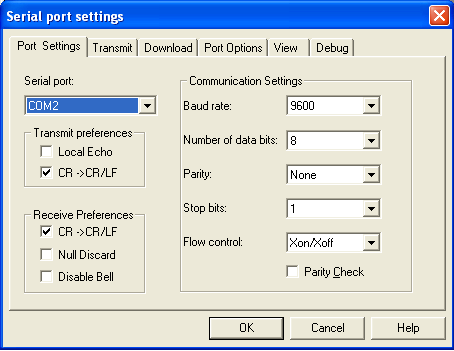 Serial port settings
Port Settings Transmit Download Port Options View Debug
Serial port:
COM2
Transmit preferences
Local Echo
CR ->CR/LF
Receive Preferences
CR ->CR/LF
Null Discard
Disable Bell
Communication Settings
Baud rate: 9600
Number of data bits: 8
Parity: None
Stop bits: 1
Flow control: Xon/Xoff
Parity Check
OK Cancel Help